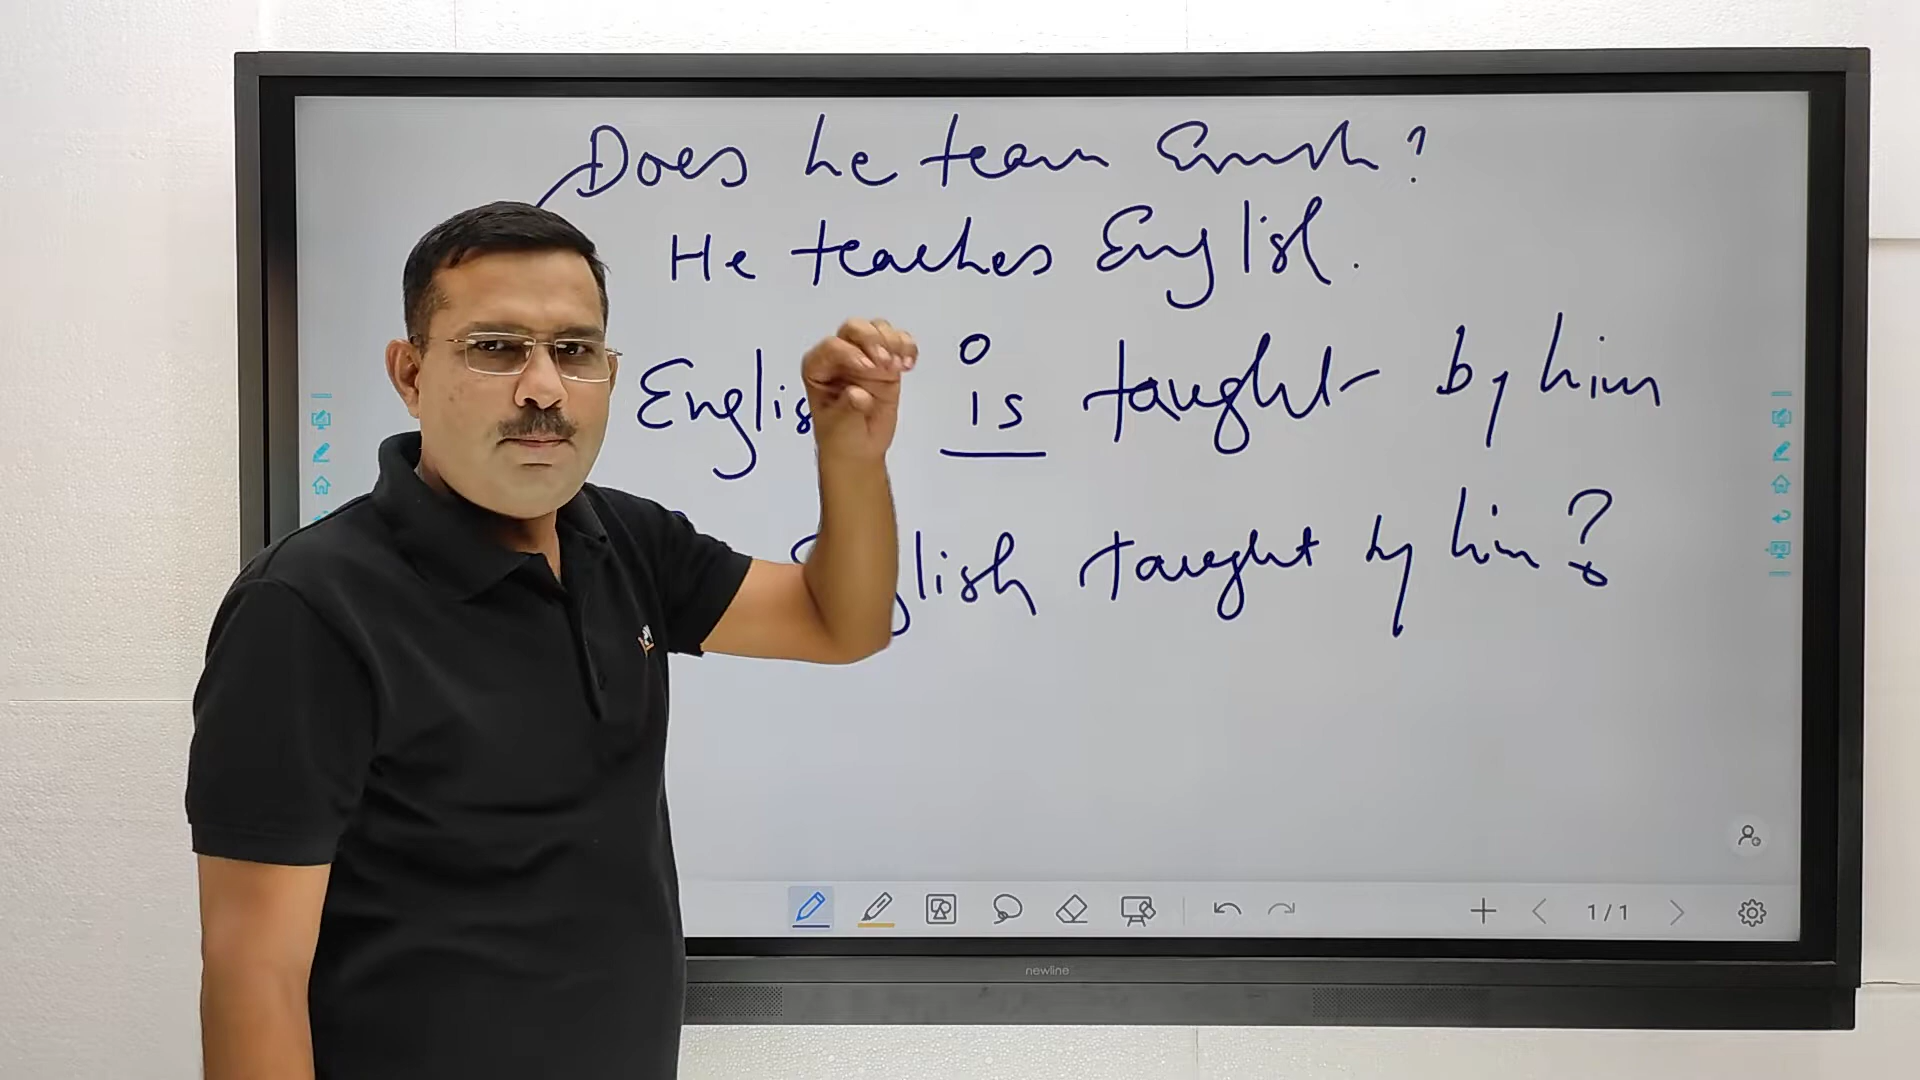 Does he teach English?
He teaches English.
English is taught by him
English taught by him?
1/1
newline